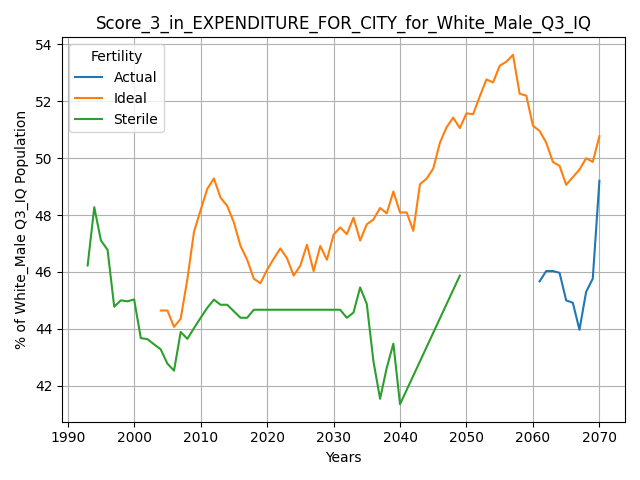 Score_3_in_EXPENDITURE_FOR_CITY_for_White_Male_Q3_IQ
% of White_Male Q3_IQ Population
54
52
50
48
46
44
42
Fertility
Actual
Ideal
Sterile
1990 2000 2010 2020 2030 2040 2050 2060 2070
Years